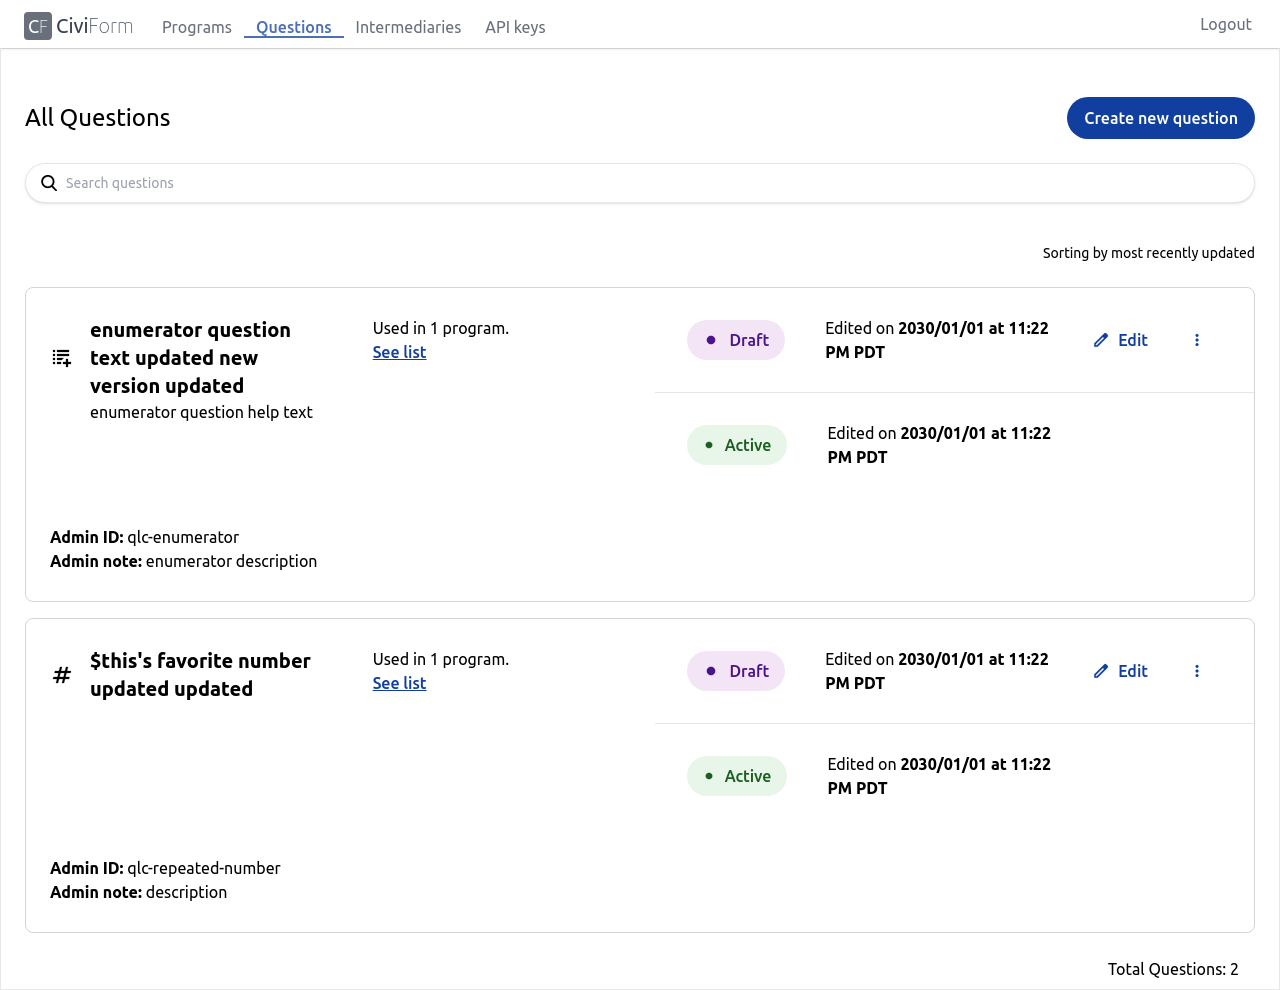 CF CiviForm Programs Questions Intermediaries API keys Logout
All Questions
Create new question
Search questions
Sorting by most recently updated
enumerator question
text updated new
version updated
enumerator question help text
Used in 1 program.
See list
Draft
Edited on 2030/01/01 at 11:22
PM PDT
Edit
Active
Edited on 2030/01/01 at 11:22
PM PDT
Admin ID: qlc-enumerator
Admin note: enumerator description
$this's favorite number
updated updated
Used in 1 program.
See list
Draft
Edited on 2030/01/01 at 11:22
PM PDT
Edit
Active
Edited on 2030/01/01 at 11:22
PM PDT
Admin ID: qlc-repeated-number
Admin note: description
Total Questions: 2